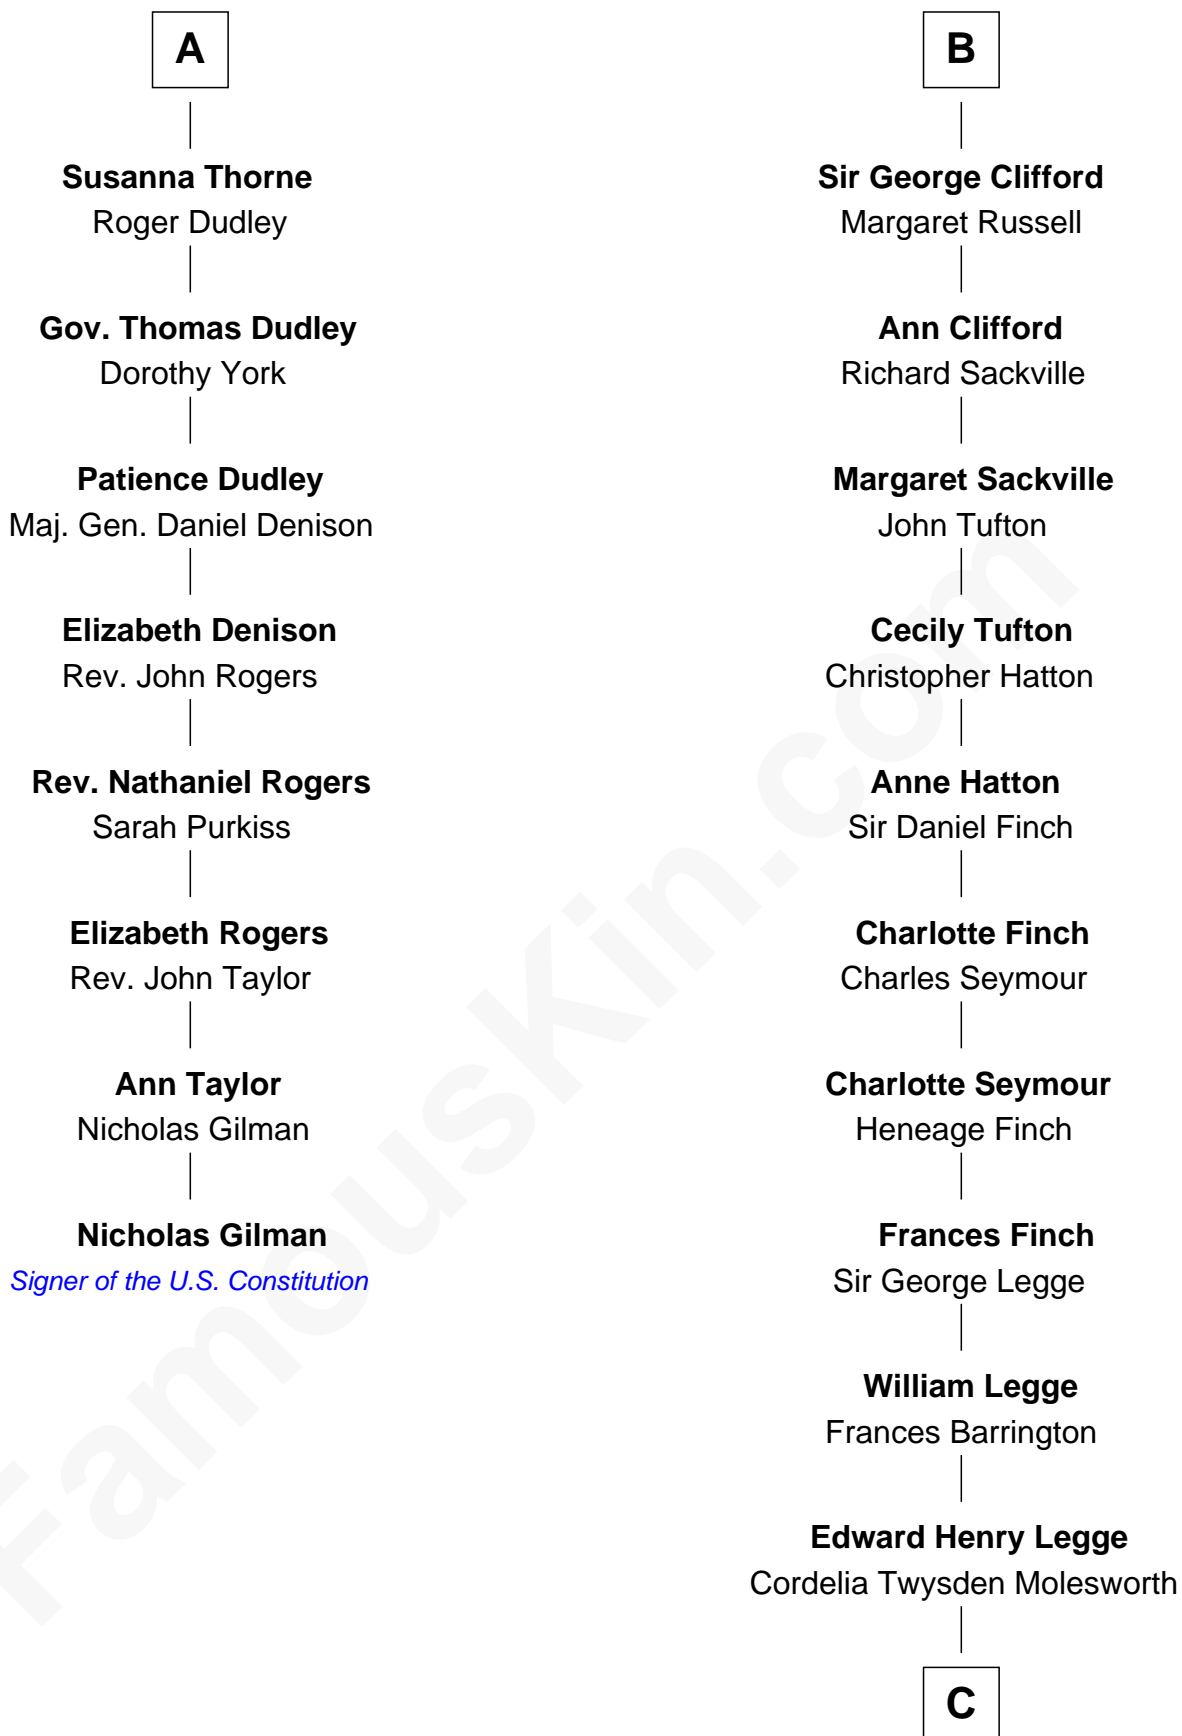 A
Susanna Thorne
Roger Dudley
Gov. Thomas Dudley
Dorothy York
Patience Dudley
Maj. Gen. Daniel Denison
Elizabeth Denison
Rev. John Rogers
Rev. Nathaniel Rogers
Sarah Purkiss
Elizabeth Rogers
Rev. John Taylor
Ann Taylor
Nicholas Gilman
Nicholas Gilman
Signer of the U.S. Constitution
B
Sir George Clifford
Margaret Russell
Ann Clifford
Richard Sackville
Margaret Sackville
John Tufton
Cecily Tufton
Christopher Hatton
Anne Hatton
Sir Daniel Finch
Charlotte Finch
Charles Seymour
Charlotte Seymour
Heneage Finch
Frances Finch
Sir George Legge
William Legge
Frances Barrington
Edward Henry Legge
Cordelia Twysden Molesworth
C
FamousKin.com